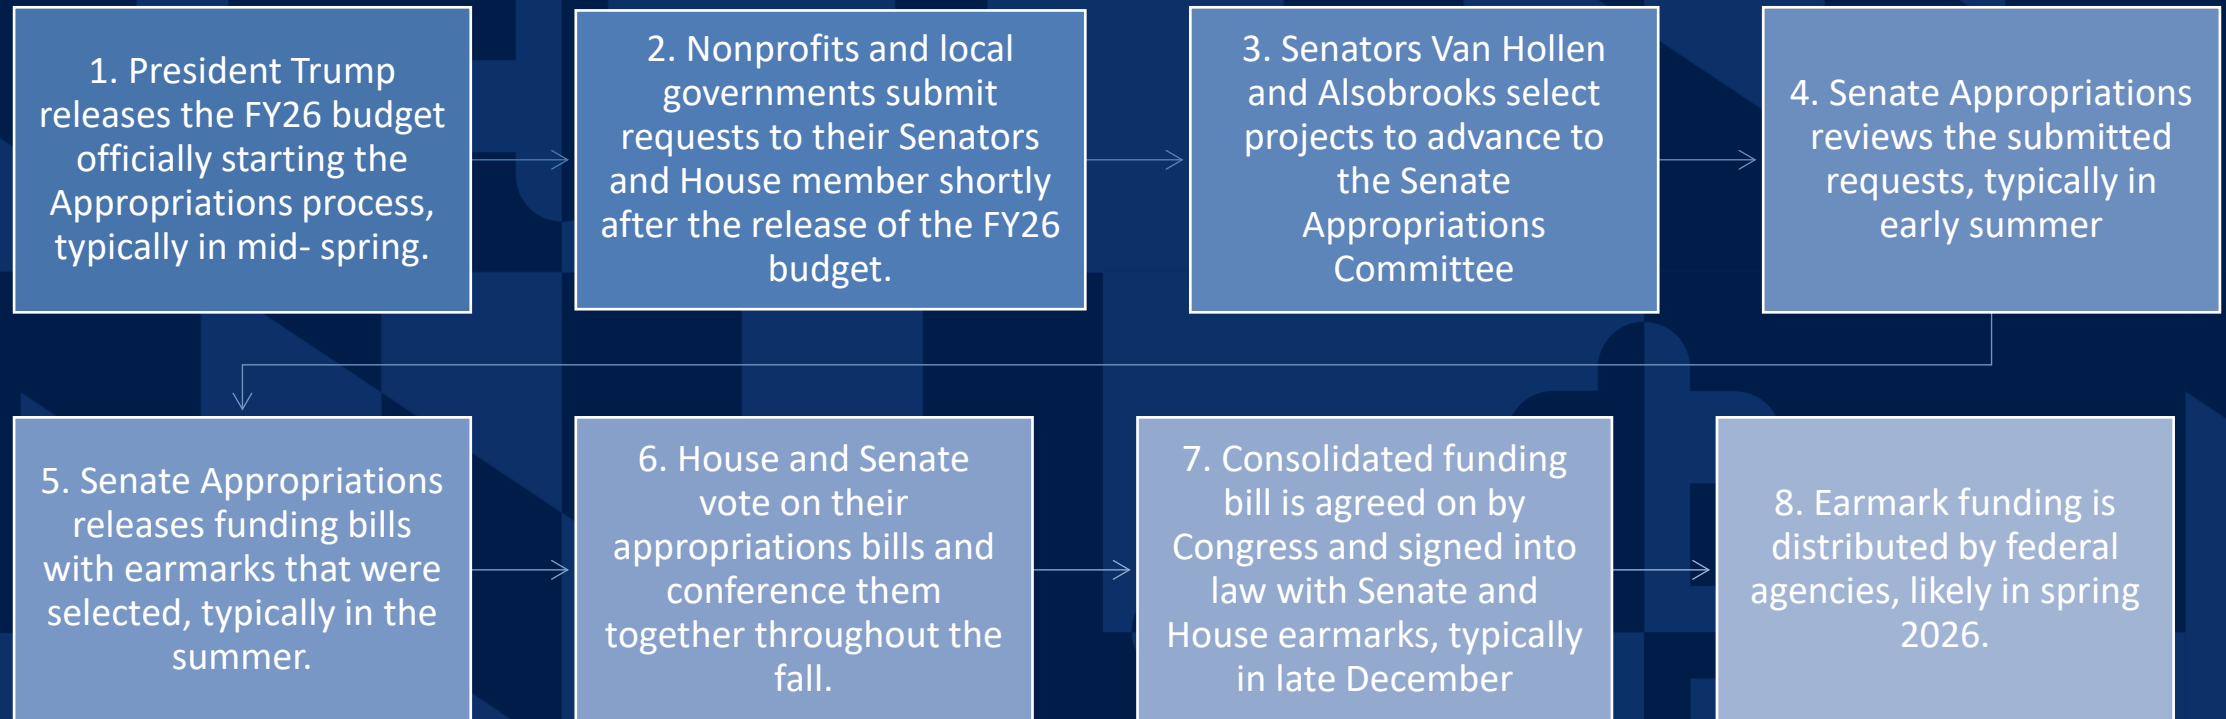 1. President Trump
releases the FY26 budget
officially starting the
Appropriations process,
typically in mid- spring.
2. Nonprofits and local
governments submit
requests to their Senators
and House member shortly
after the release of the FY26
budget.
3. Senators Van Hollen
and Alsobrooks select
projects to advance to
the Senate
Appropriations
Committee
4. Senate Appropriations
reviews the submitted
requests, typically in
early summer
5. Senate Appropriations
releases funding bills
with earmarks that were
selected, typically in the
summer.
6. House and Senate
vote on their
appropriations bills and
conference them
together throughout the
fall.
7. Consolidated funding
bill is agreed on by
Congress and signed into
law with Senate and
House earmarks, typically
in late December
8. Earmark funding is
distributed by federal
agencies, likely in spring
2026.